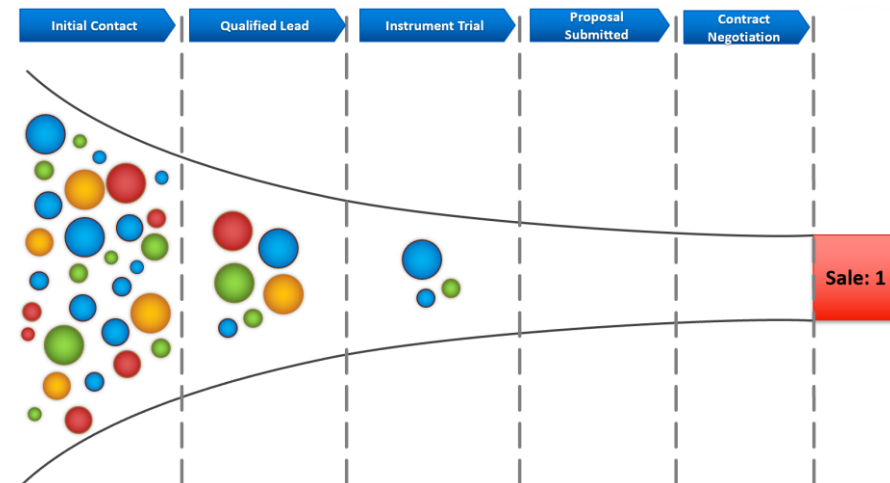 Initial Contact
Qualified Lead
Instrument Trial
Proposal
Submitted
Contract
Negotiation
Sale: 1